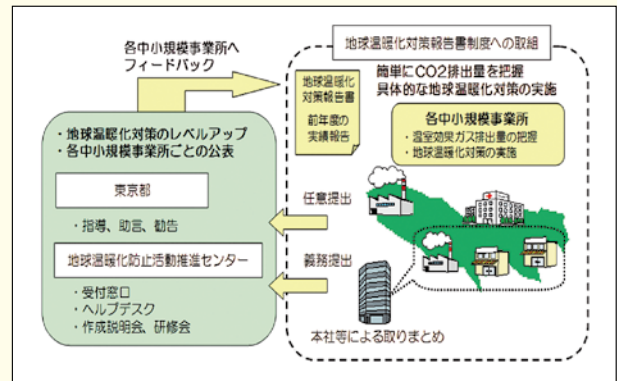 各中小規模事業所へ
フィードバック
・地球温暖化対策のレベルアップ
・各中小規模事業所ごとの公表
東京都
・指導、助言、勧告
地球温暖化防止活動推進センター
・受付窓口
・ヘルプデスク
・作成説明会、研修会
地球温暖化対策報告書制度への取組
地球温暖化
対策報告書
前年度の
実績報告
簡単にCO2排出量を把握
具体的な地球温暖化対策の実施
各中小規模事業所
・温室効果ガス排出量の把握
・地球温暖化対策の実施
任意提出
義務提出
本社等による取りまとめ